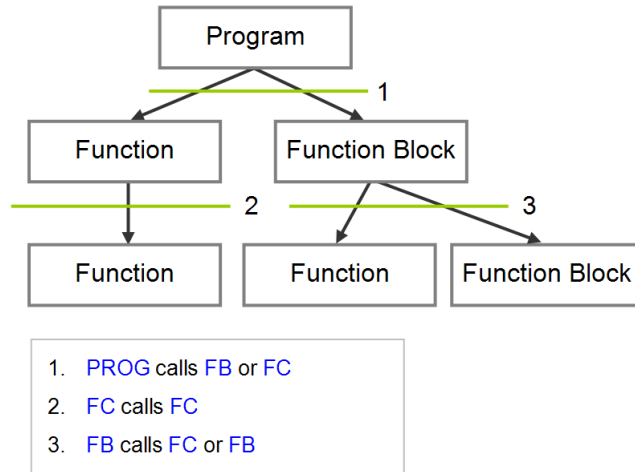 Program
1
Function
Function Block
2
3
Function
Function
Function Block
1. PROG calls FB or FC
2. FC calls FC
3. FB calls FC or FB